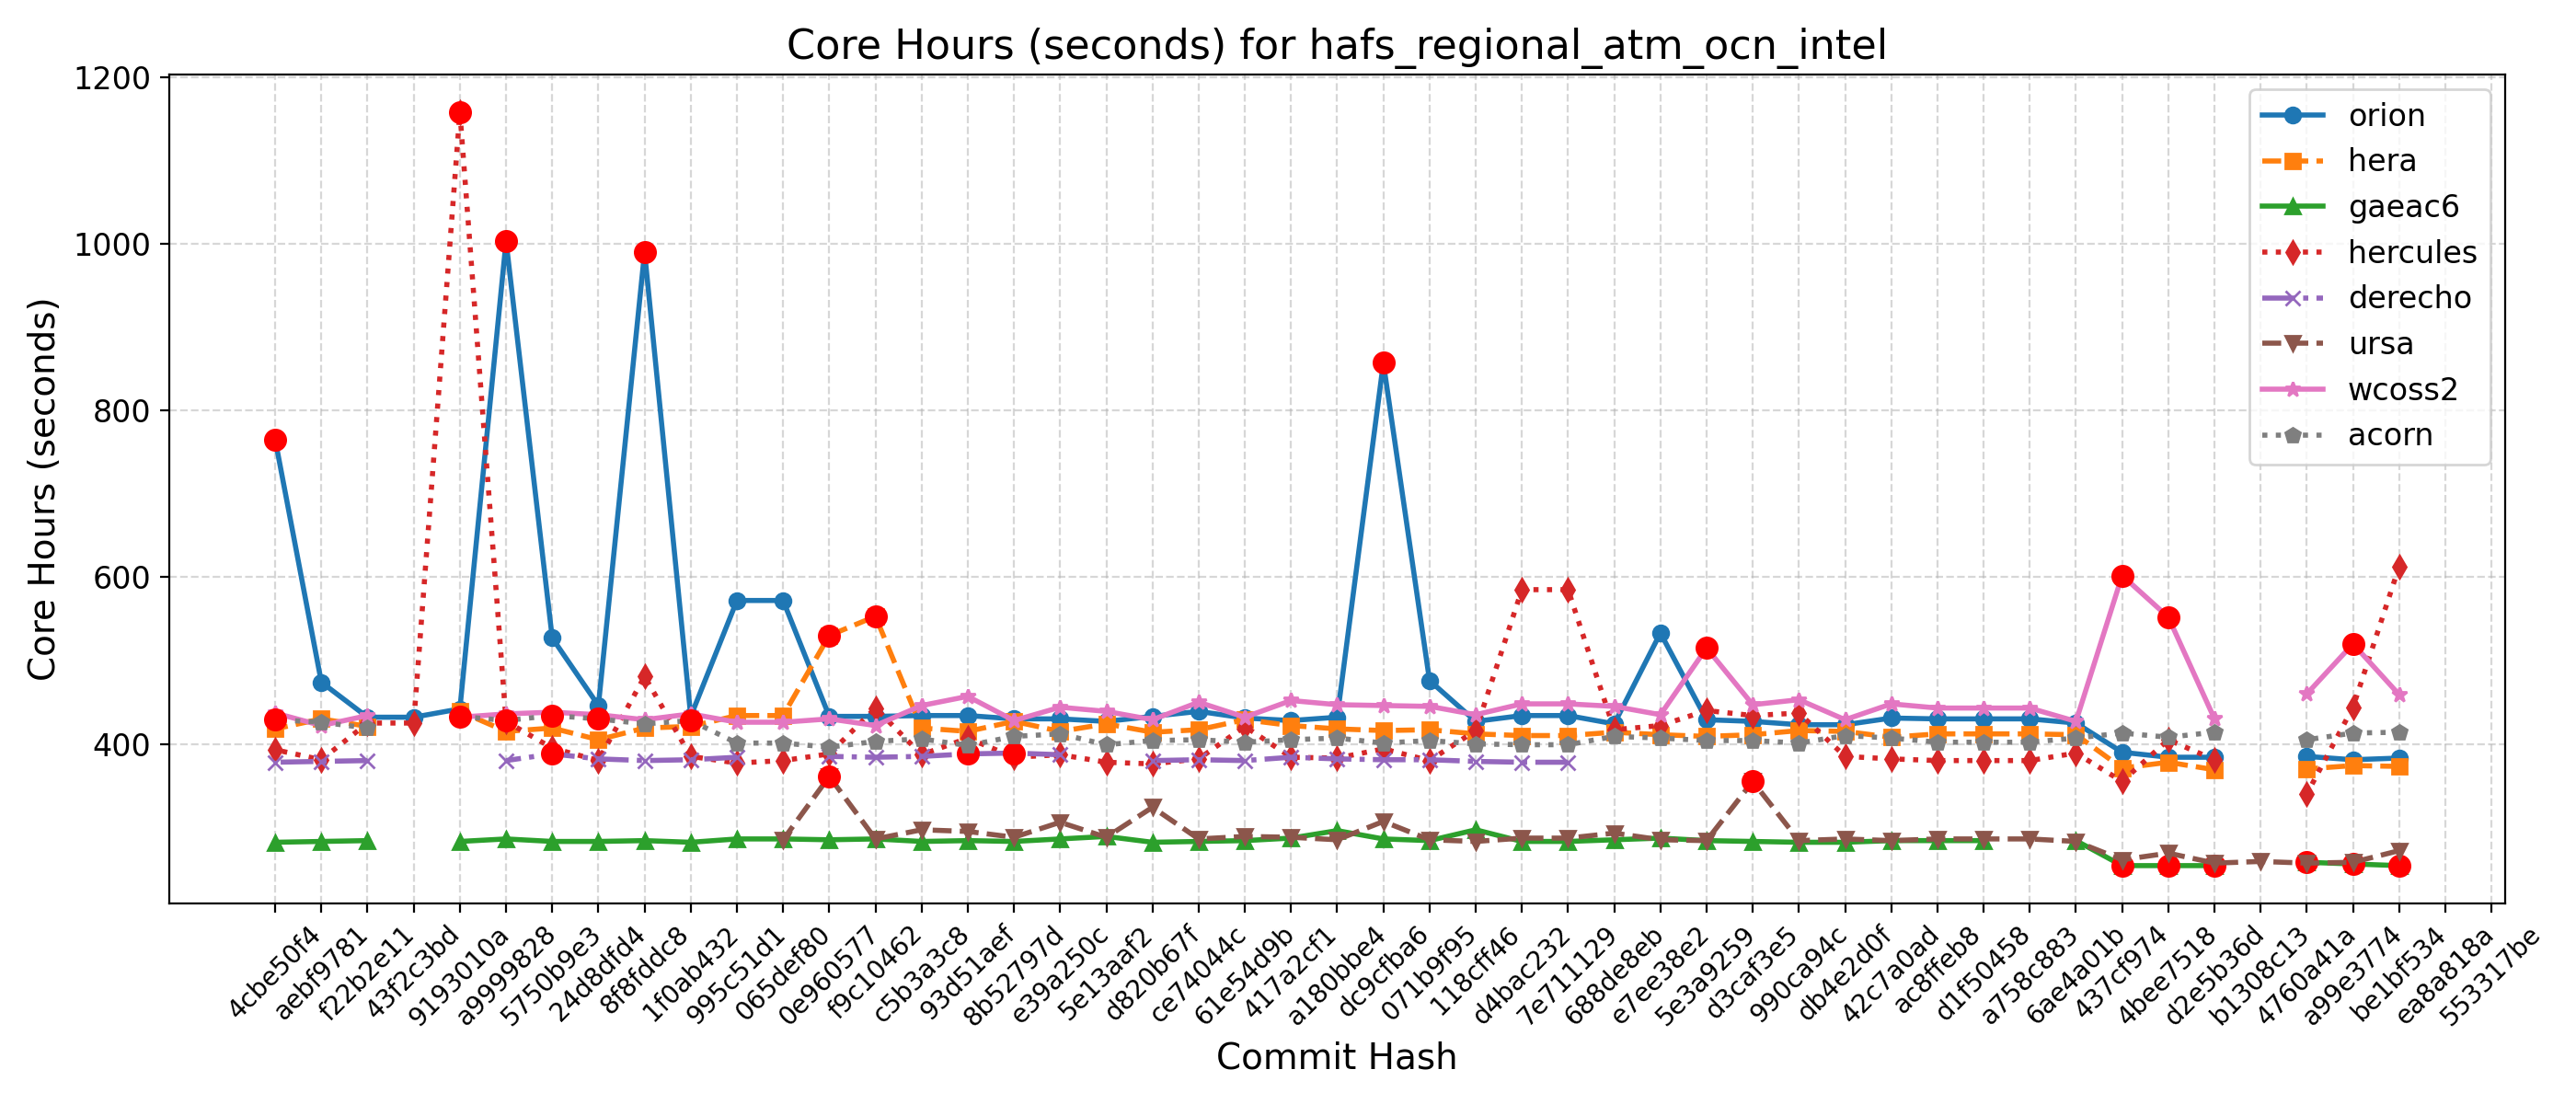 Core Hours (seconds) for hafs_regional_atm_ocn_intel
Core Hours (seconds)
1200
1000
800
600
400
orion
hera
gaeac6
hercules
derecho
ursa
wcoss2
acorn
4cbe50f4
aebf9781
f22b2e11
43f2c3bd
9193010a
a9999828
5750b9e3
24d8dfd4
8f8fddc8
1f0ab432
995c51d1
065def80
0e960577
f9c10462
c5b3a3c8
93d51aef
8b52797d
e39a250c
5e13aaf2
d820b67f
ce74044c
61e54d9b
417a2cf1
a180bbe4
dc9cfba6
071b9f95
118cff46
d4bac232
7e711129
688de8eb
e7ee38e2
5e3a9259
d3caf3e5
990ca94c
db4e2d0f
42c7a0ad
ac8ffeb8
d1f50458
a758c883
6ae4a01b
437cf974
4bee7518
d2e5b36d
b1308c13
4760a41a
a99e3774
be1bf534
ea8a818a
553317be
Commit Hash